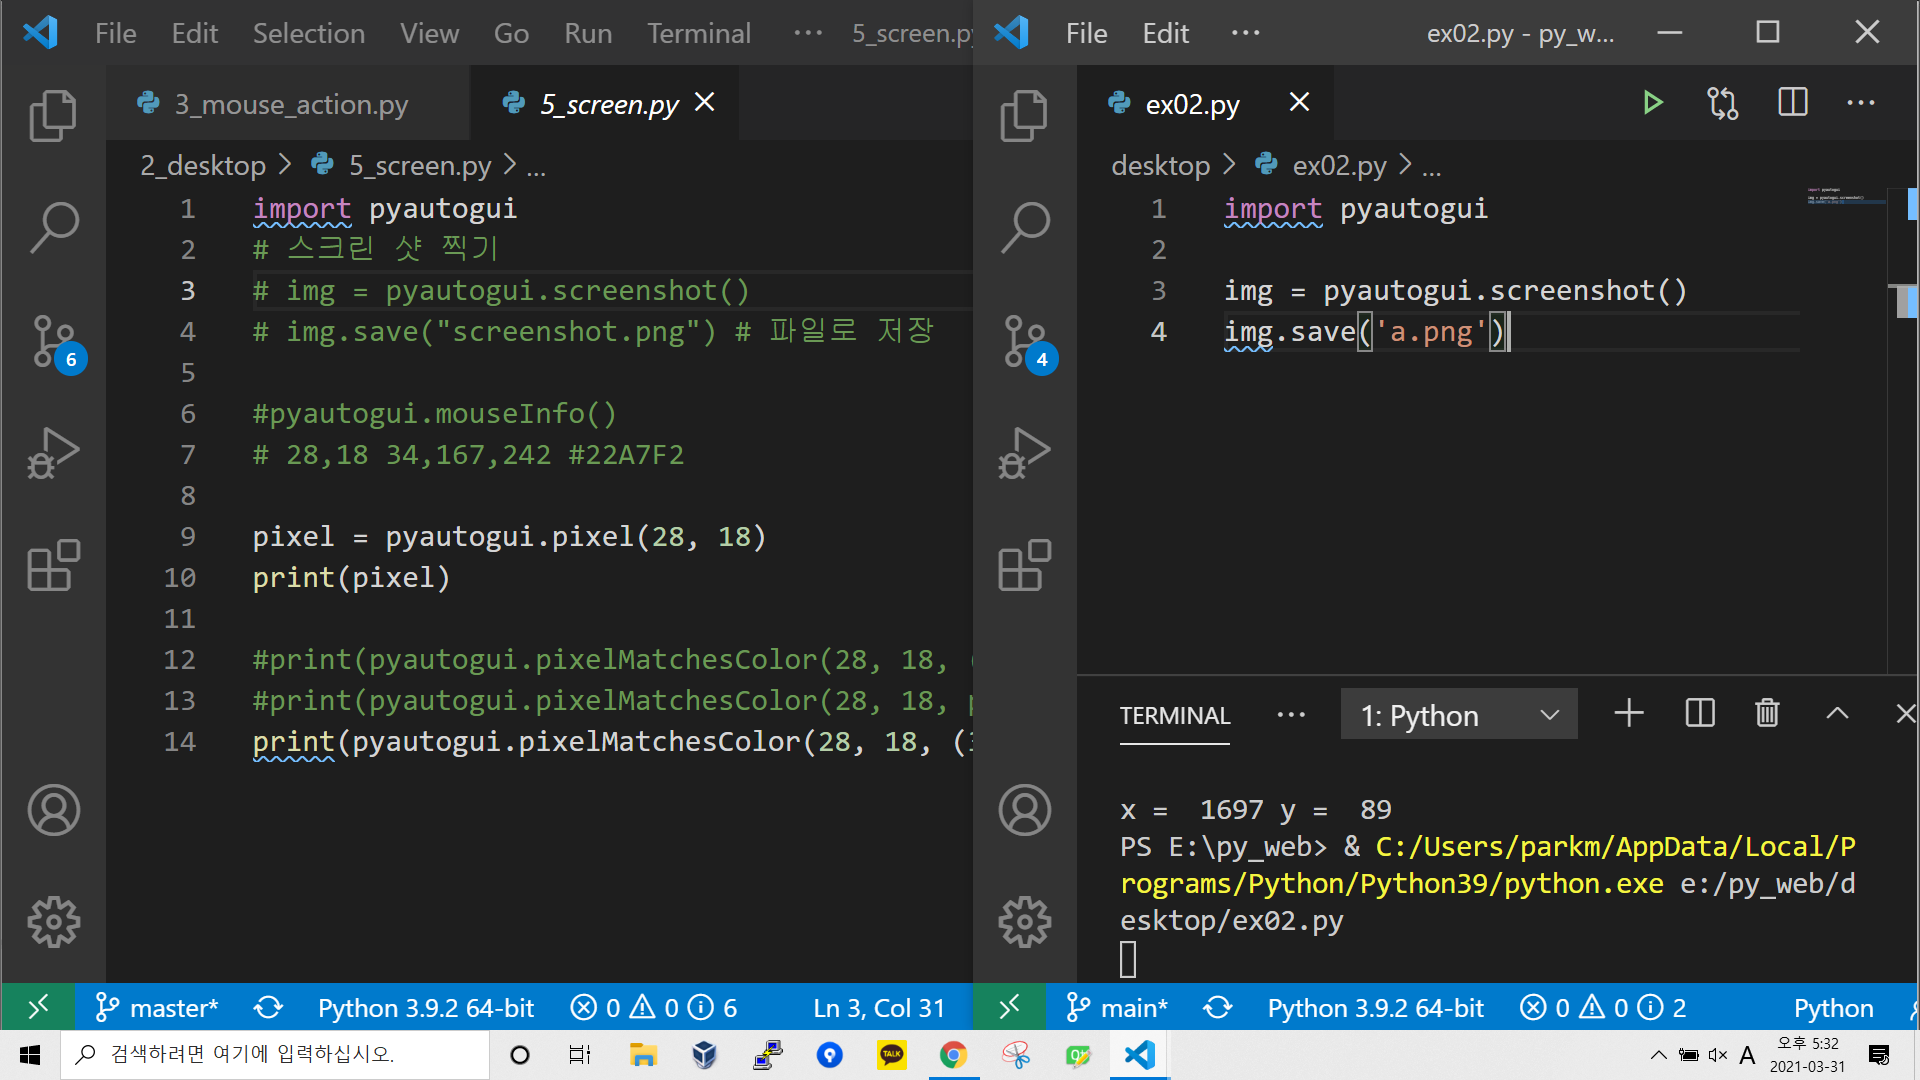 File Edit Selection View Go Run Terminal ··· 5_screen.py
3_mouse_action.py
5_screen.py
2_desktop > 5_screen.py > ...
1 import pyautogui
2 # 스크린 샷 찍기
3 # img = pyautogui.screenshot()
4 # img.save("screenshot.png") # 파일로 저장
5
6 #pyautogui.mouseInfo()
7 # 28,18 34,167,242 #22A7F2
8
9 pixel = pyautogui.pixel(28, 18)
10 print(pixel)
11
12 #print(pyautogui.pixelMatchesColor(28, 18, (
13 #print(pyautogui.pixelMatchesColor(28, 18, p
14 print(pyautogui.pixelMatchesColor(28, 18, (
6
master* Python 3.9.2 64-bit 0 0 6 Ln 3, Col 31
File Edit ··· ex02.py - py_w...
ex02.py
desktop > ex02.py > ...
1 import pyautogui
2
3 img = pyautogui.screenshot()
4 img.save('a.png')
4
TERMINAL ··· 1: Python
x =  1697 y =  89
PS E:\py_web> & C:/Users/parkm/AppData/Local/P
rograms/Python/Python39/python.exe e:/py_web/d
esktop/ex02.py
main* Python 3.9.2 64-bit 0 0 2 Python
검색하려면 여기에 입력하십시오.
TALK
A
오후 5:32
2021-03-31